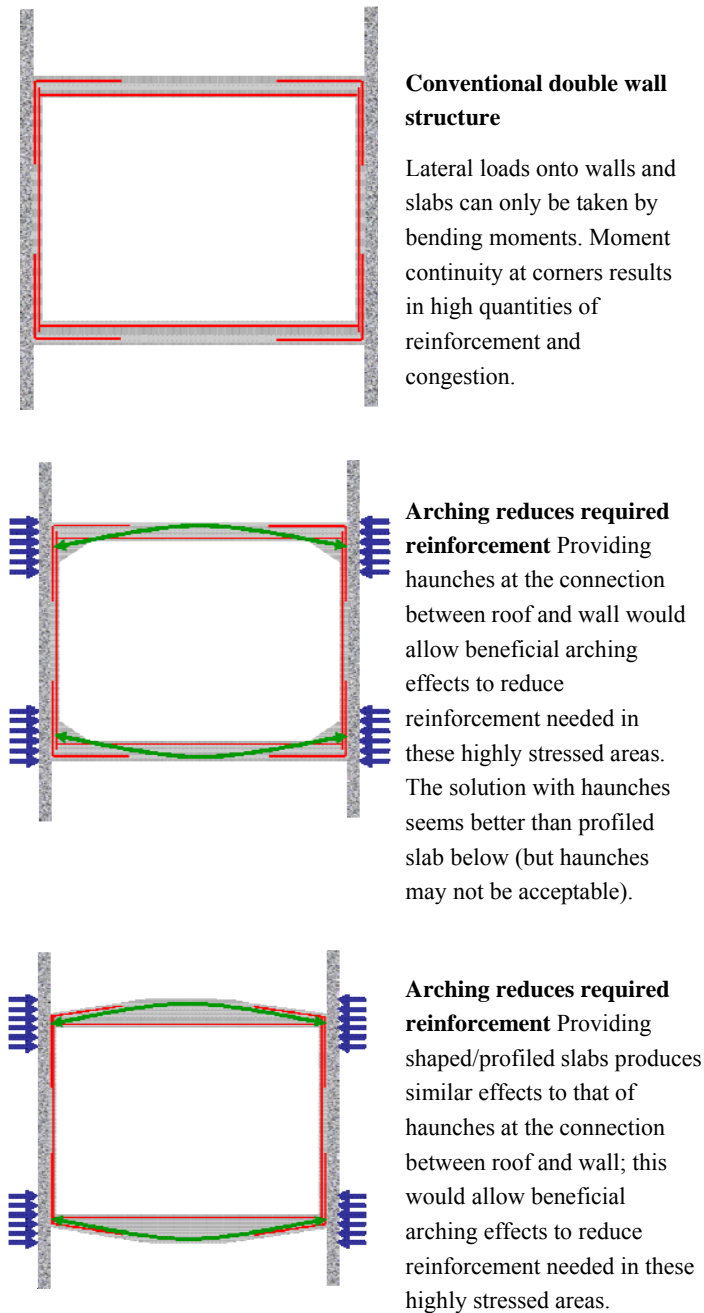 Conventional double wall
structure
Lateral loads onto walls and
slabs can only be taken by
bending moments. Moment
continuity at corners results
in high quantities of
reinforcement and
congestion.
Arching reduces required
reinforcement Providing
haunches at the connection
between roof and wall would
allow beneficial arching
effects to reduce
reinforcement needed in
these highly stressed areas.
The solution with haunches
seems better than profiled
slab below (but haunches
may not be acceptable).
Arching reduces required
reinforcement Providing
shaped/profiled slabs produces
similar effects to that of
haunches at the connection
between roof and wall; this
would allow beneficial
arching effects to reduce
reinforcement needed in these
highly stressed areas.